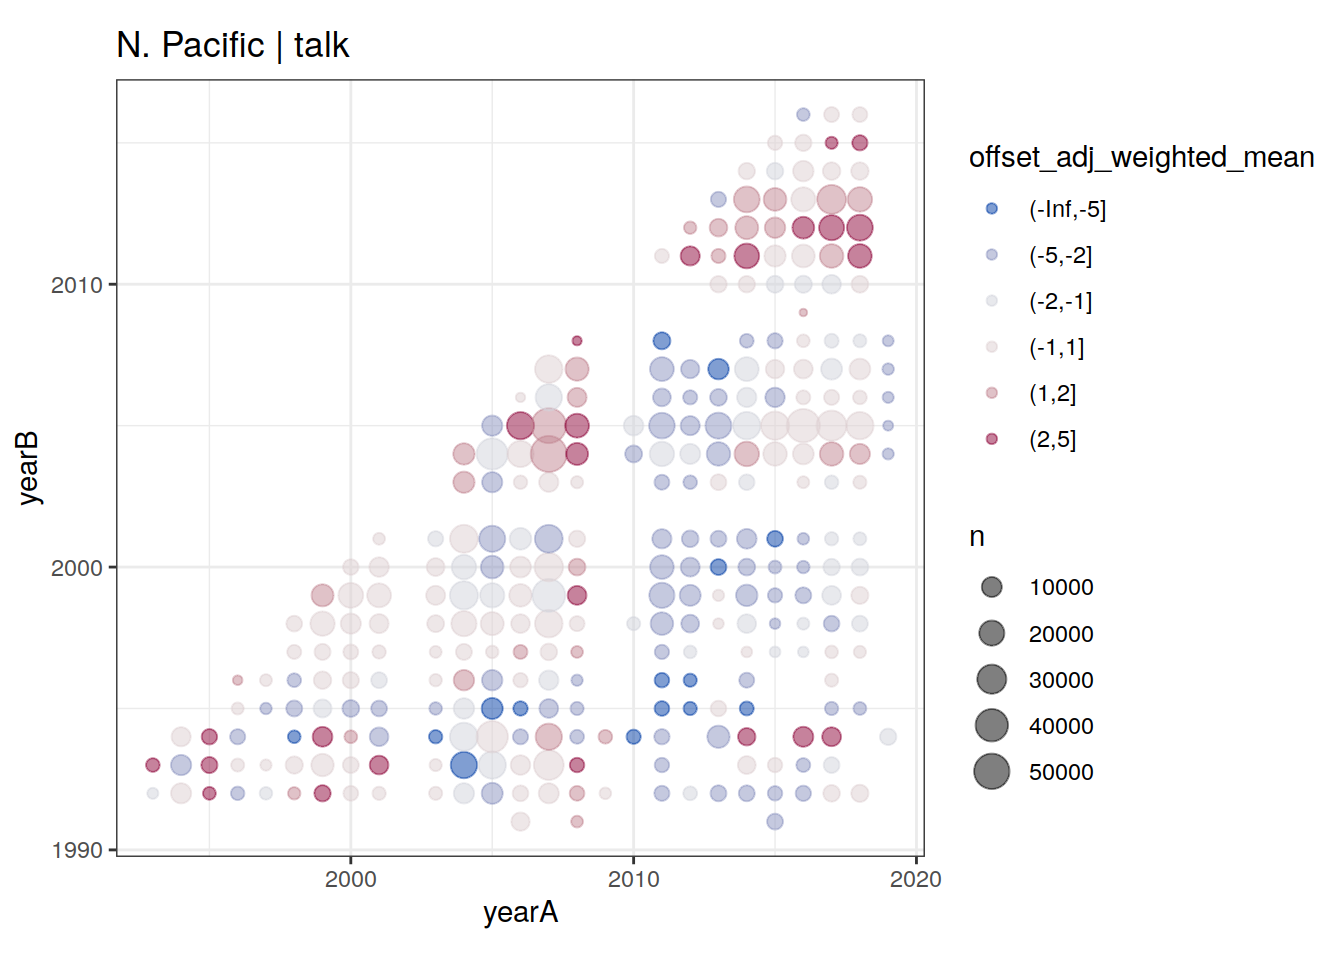 N. Pacific | talk
yearB
2010
2000
1990
2000
2010
2020
yearA
offset_adj_weighted_mean
(-Inf,-5]
(-5,-2]
(-2,-1]
(-1,1]
(1,2]
(2,5]
n
10000
20000
30000
40000
50000